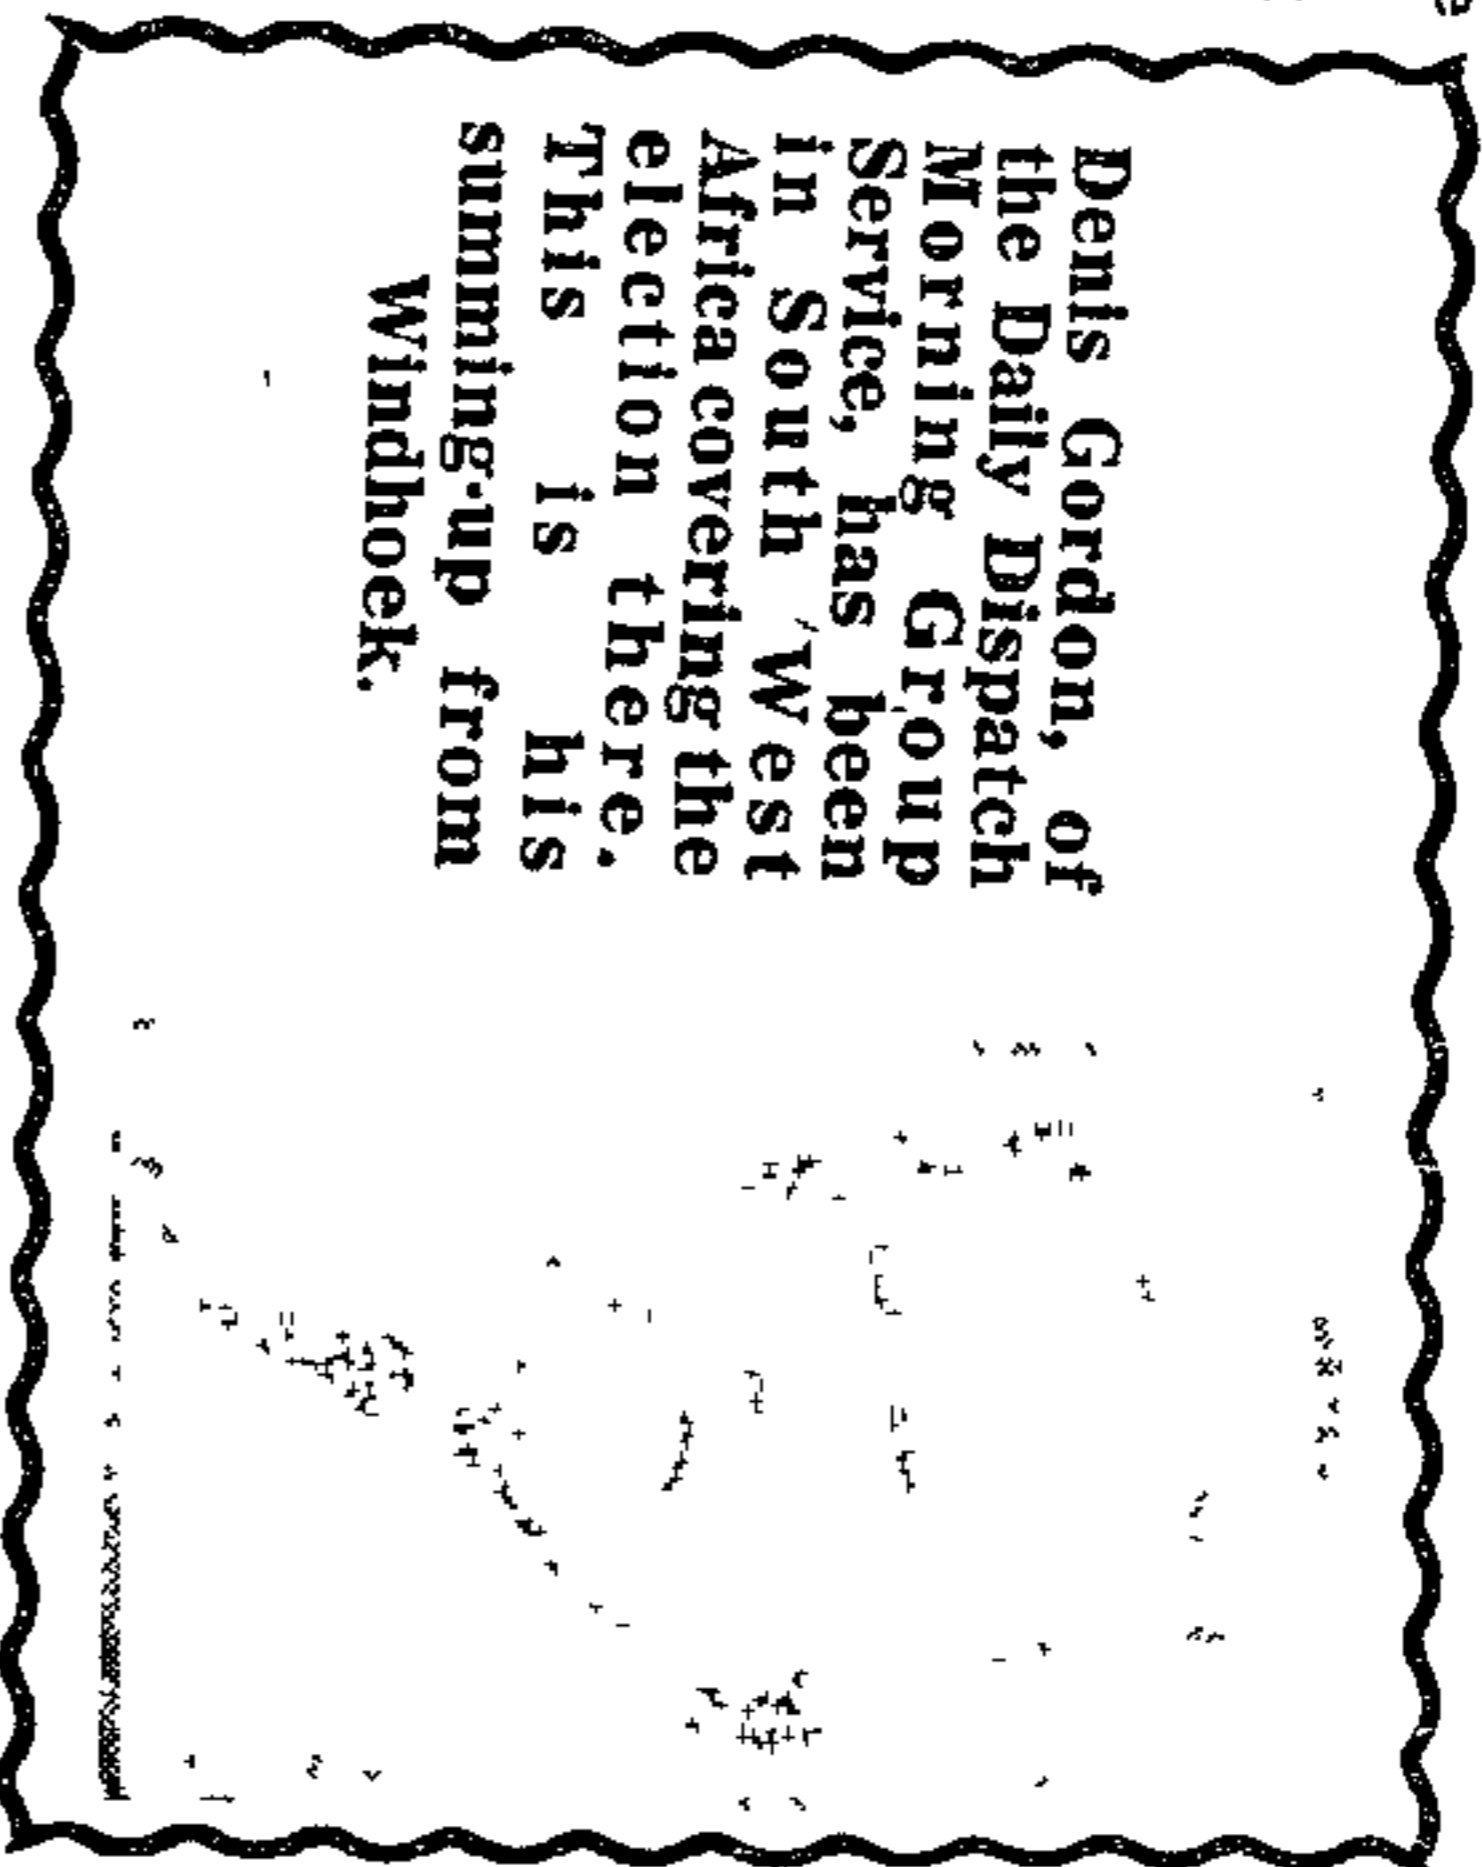 Denis Gordon, of
the Daily Dispatch
Morning Group
Service, has been
in South West
Africa covering the
election there.
This is his
summing-up from
Windhoek.